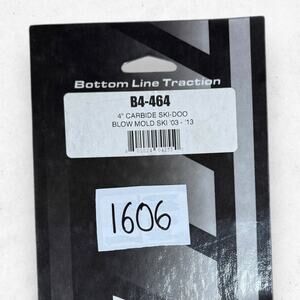 Bottom Line Traction
B4-464
4" CARBIDE SKI-DOO
BLOW MOLD SKI '03 - '13
1606